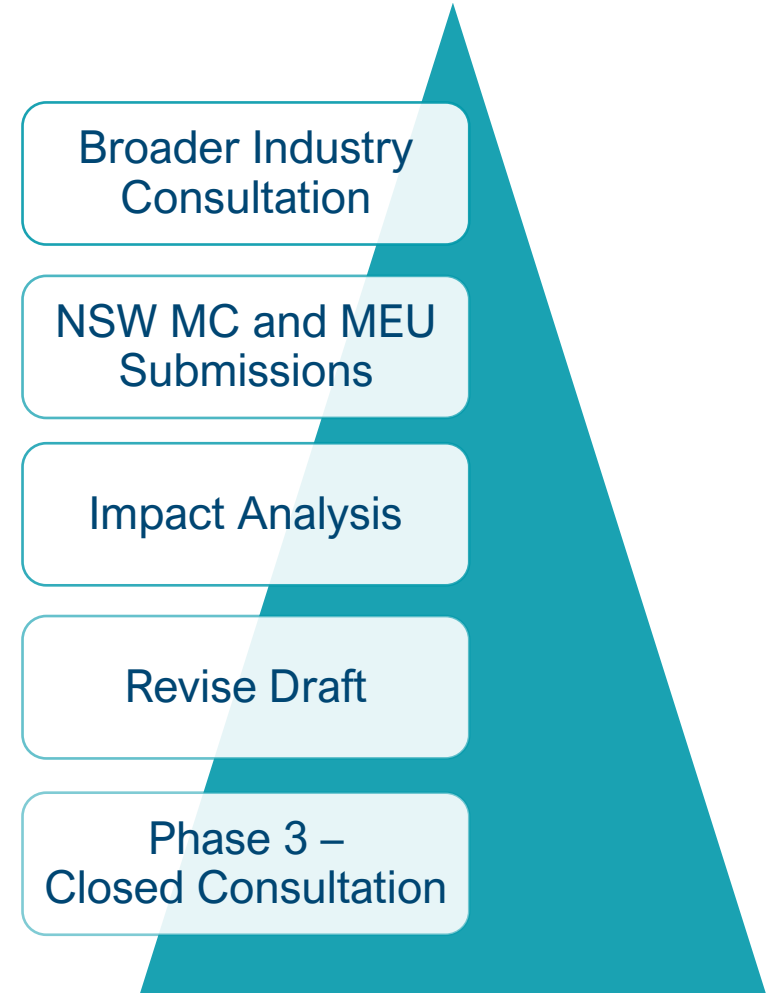 Broader Industry
Consultation
NSW MC and MEU
Submissions
Impact Analysis
Revise Draft
Phase 3 –
Closed Consultation